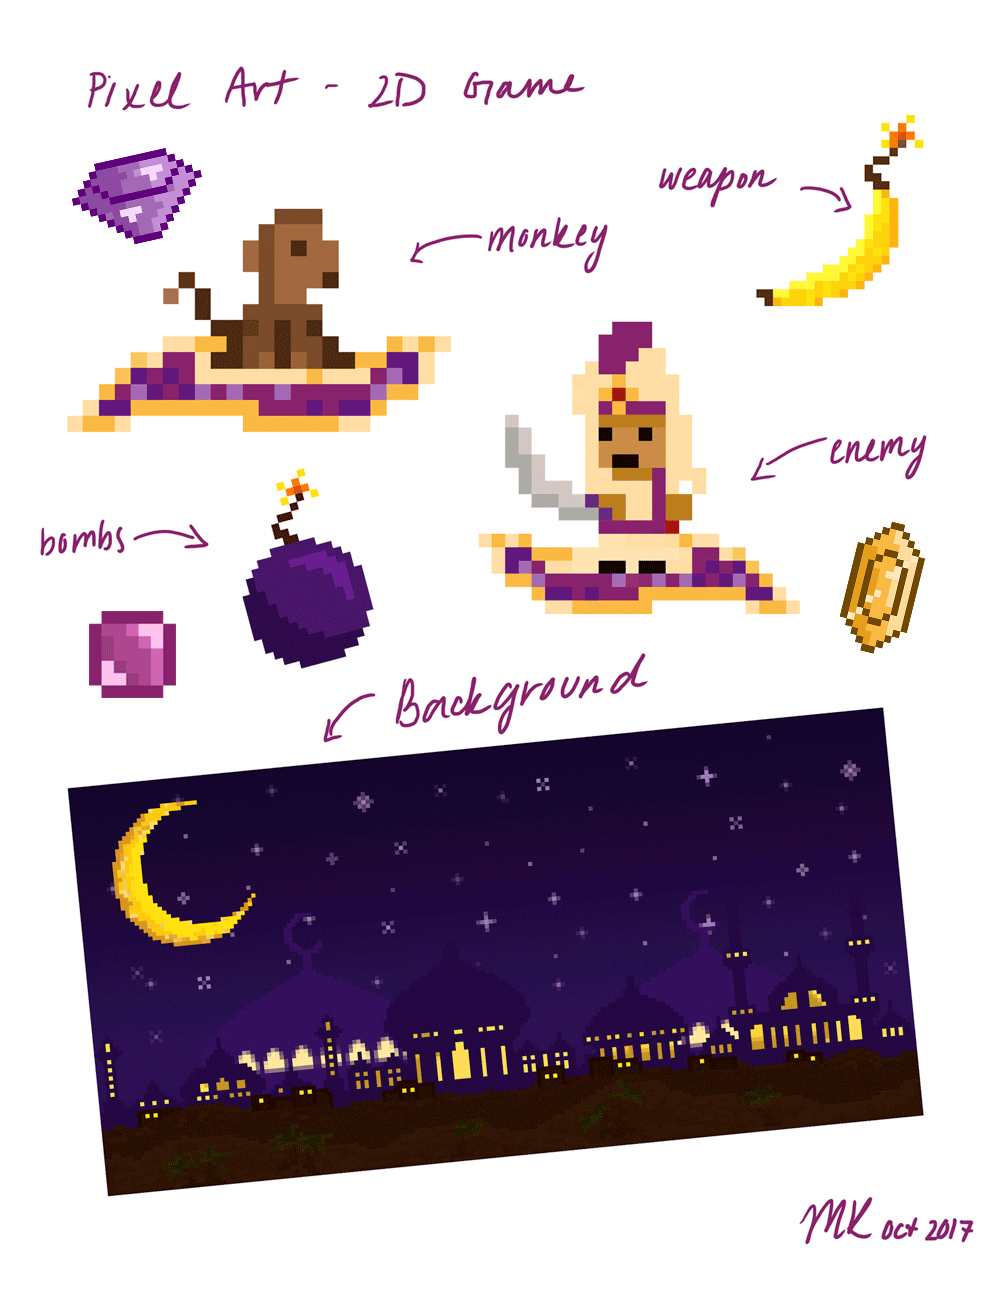 Pixel Art - 2D Game
weapon
monkey
enemy
bombs
Background
MK Oct 2017